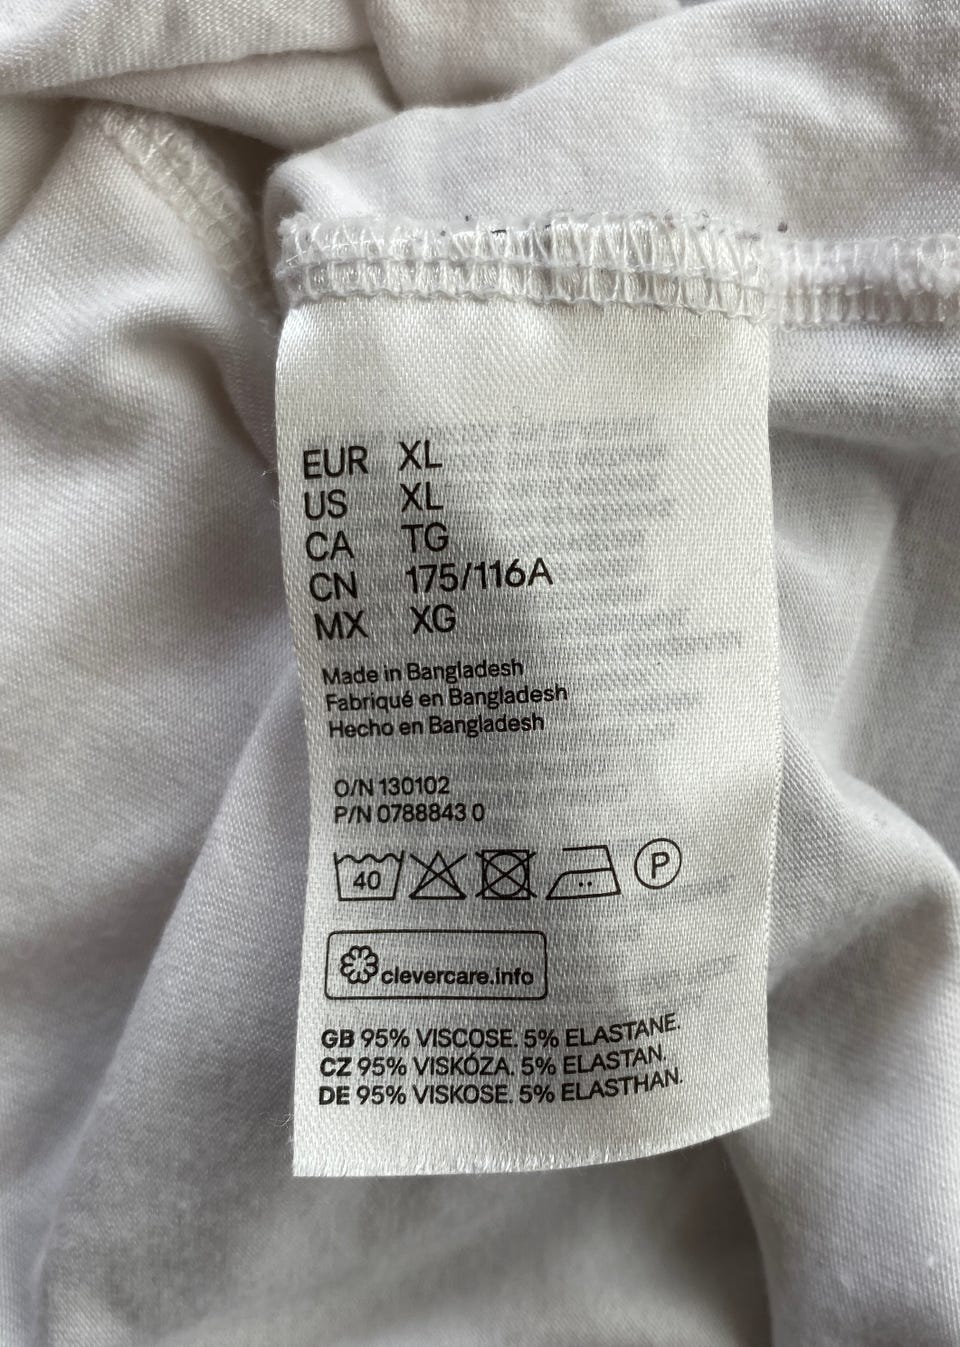 EUR XL
US XL
CA TG
CN 175/116A
MX XG
Made in Bangladesh
Fabriqué en Bangladesh
Hecho en Bangladesh
O/N 130102
P/N 0788843 0
40 P
clevercare.info
GB 95% VISCOSE. 5% ELASTANE.
CZ 95% VISKÓZA. 5% ELASTAN.
DE 95% VISKOSE. 5% ELASTHAN.